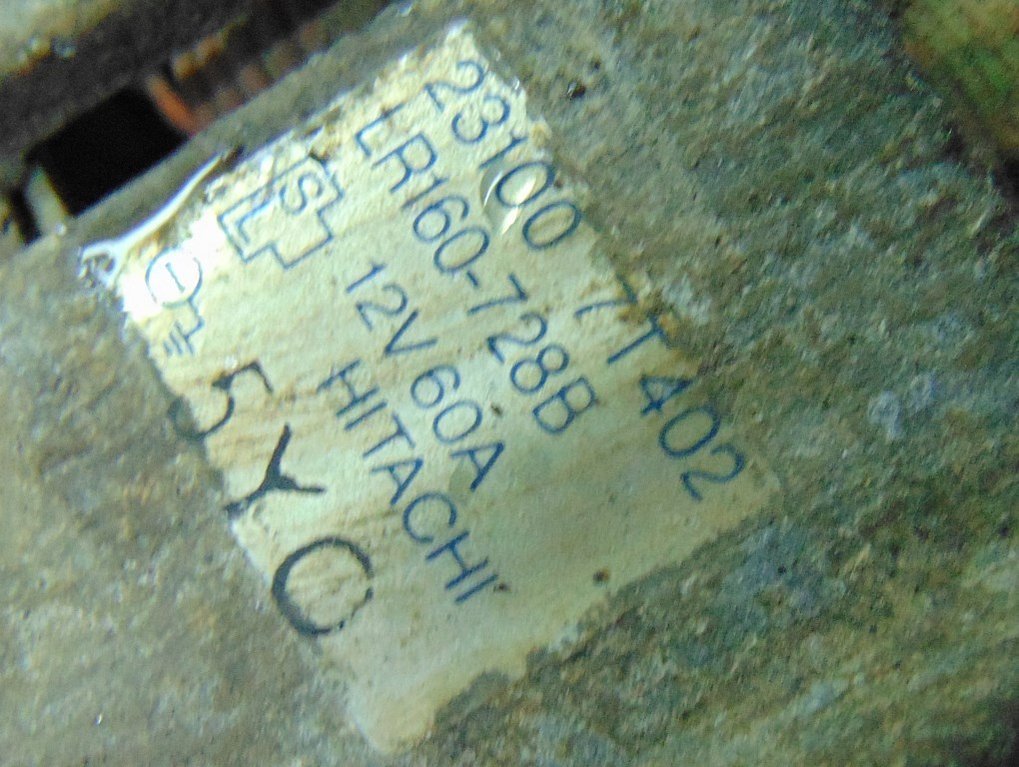 23100 7T402
LR160-728B
12V 60A
HITACHI
S
L
5YC